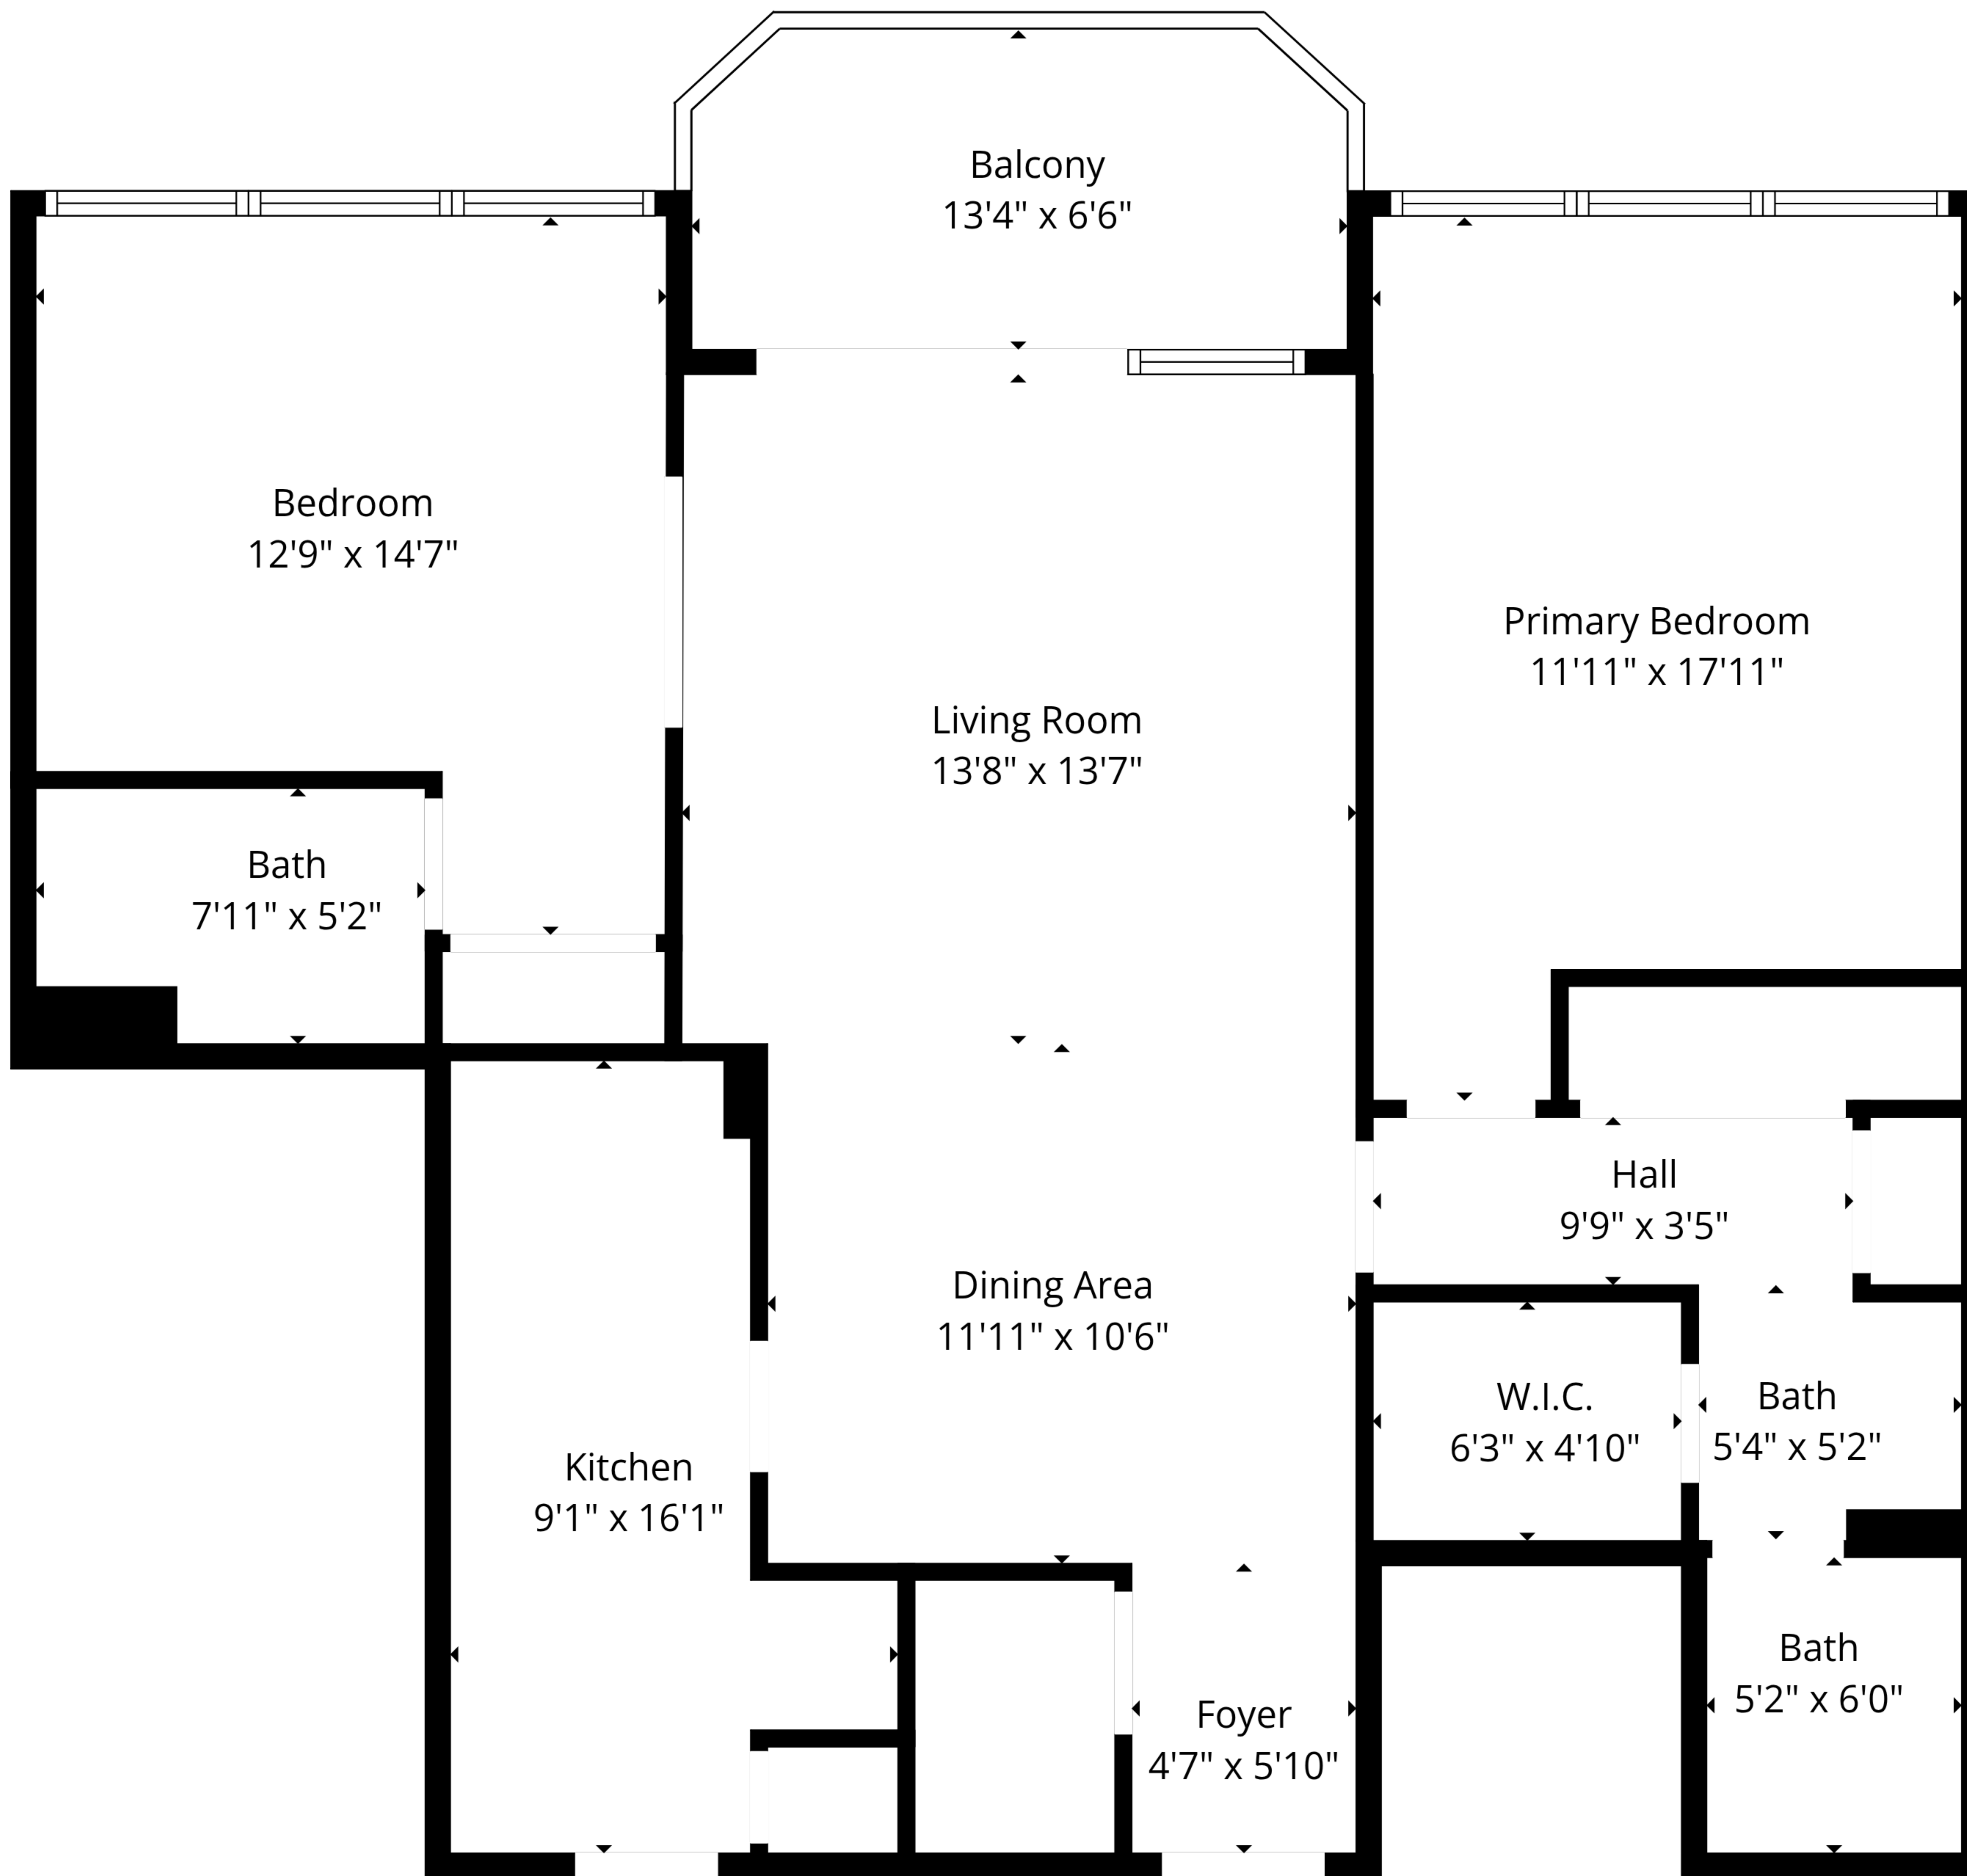 Balcony
13'4" x 6'6"
Bedroom
12'9" x 14'7"
Primary Bedroom
11'11" x 17'11"
Living Room
13'8" x 13'7"
Bath
7'11" x 5'2"
Hall
9'9" x 3'5"
Dining Area
11'11" x 10'6"
W.I.C.
6'3" x 4'10"
Bath
5'4" x 5'2"
Kitchen
9'1" x 16'1"
Foyer
4'7" x 5'10"
Bath
5'2" x 6'0"